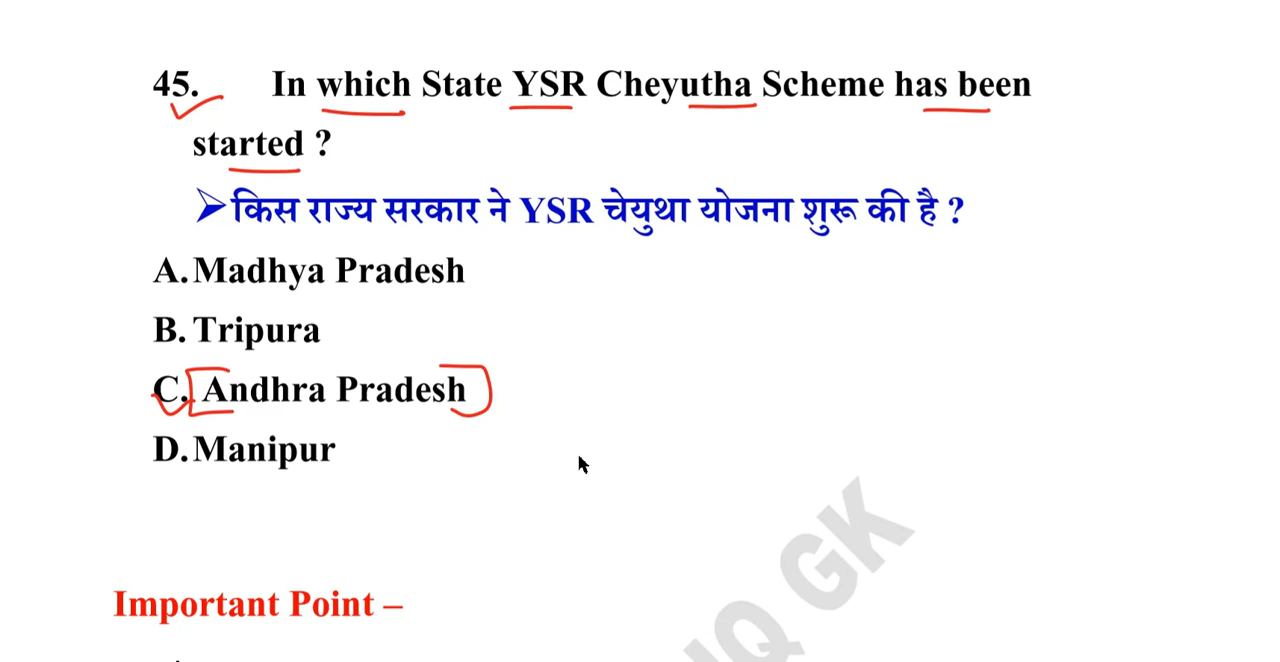 45. In which State YSR Cheyutha Scheme has been
started ?
➢किस राज्य सरकार ने YSR चेयुथा योजना शुरू की है ?
A. Madhya Pradesh
B. Tripura
C. Andhra Pradesh
D. Manipur
GK
Important Point –